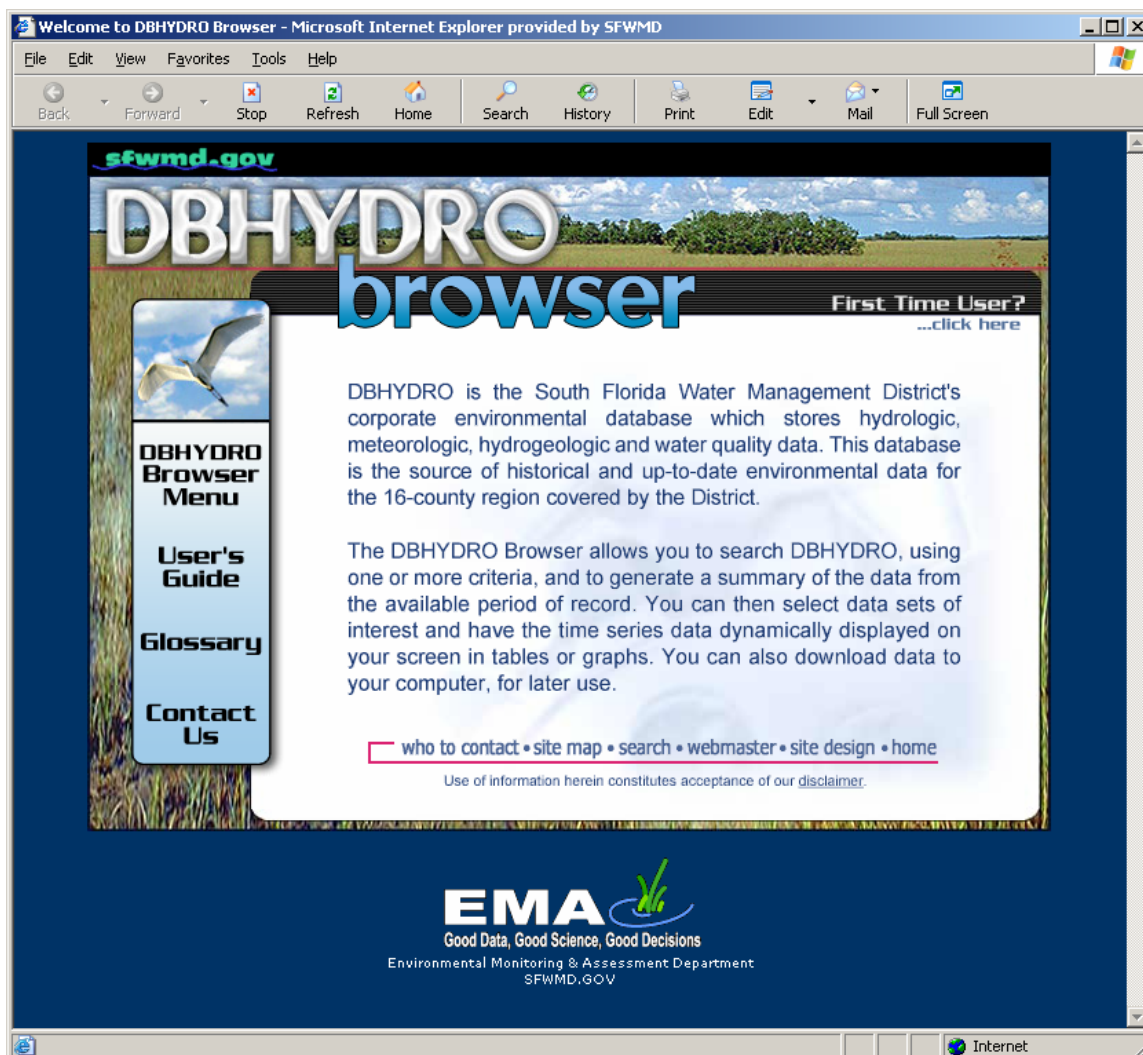 Welcome to DBHYDRO Browser - Microsoft Internet Explorer provided by SFWMD
File Edit View Favorites Tools Help
Back Forward Stop Refresh Home Search History Print Edit Mail Full Screen
sfwmd.gov
DBHYDRO
browser
First Time User?
...click here
DBHYDRO
Browser
Menu
User's
Guide
Glossary
Contact
Us
DBHYDRO is the South Florida Water Management District's
corporate environmental database which stores hydrologic,
meteorologic, hydrogeologic and water quality data. This database
is the source of historical and up-to-date environmental data for
the 16-county region covered by the District.
The DBHYDRO Browser allows you to search DBHYDRO, using
one or more criteria, and to generate a summary of the data from
the available period of record. You can then select data sets of
interest and have the time series data dynamically displayed on
your screen in tables or graphs. You can also download data to
your computer, for later use.
who to contact • site map • search • webmaster • site design • home
Use of information herein constitutes acceptance of our disclaimer.
EMA
Good Data, Good Science, Good Decisions
Environmental Monitoring & Assessment Department
SFWMD.GOV
Internet